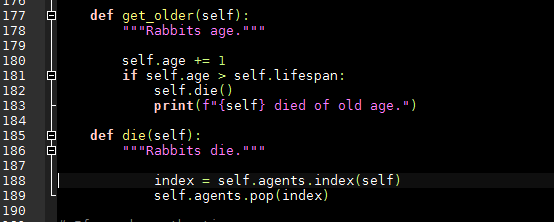 176
177 def get_older(self):
178 """Rabbits age."""
179
180 self.age += 1
181 if self.age > self.lifespan:
182 self.die()
183 print(f"{self} died of old age.")
184
185 def die(self):
186 """Rabbits die."""
187
188 index = self.agents.index(self)
189 self.agents.pop(index)
190